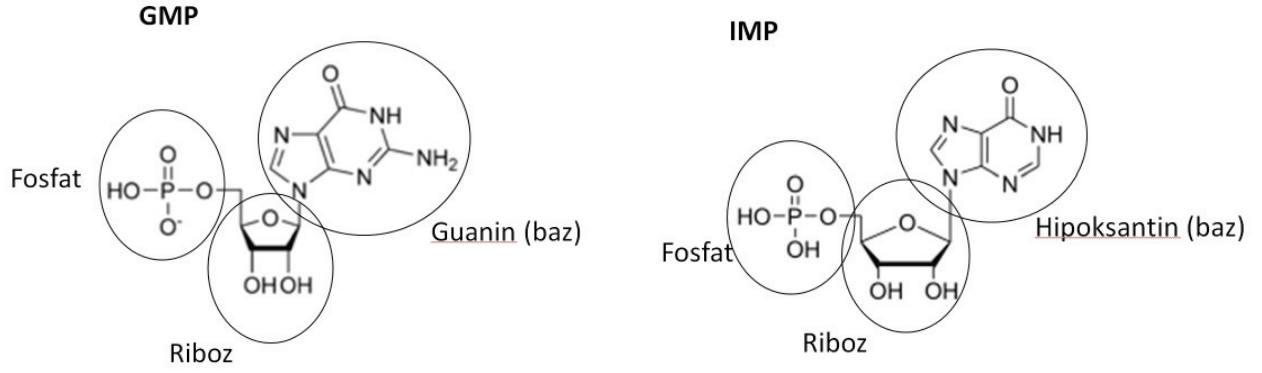 GMP
O
N
NH
N
N
NH₂
Fosfat
O
HO-P-O
O⁻
O
OH OH
Guanin (baz)
Riboz
IMP
O
N
NH
N
N
O
HO-P-O
OH
O
OH
OH
Fosfat
Hipoksantin (baz)
Riboz